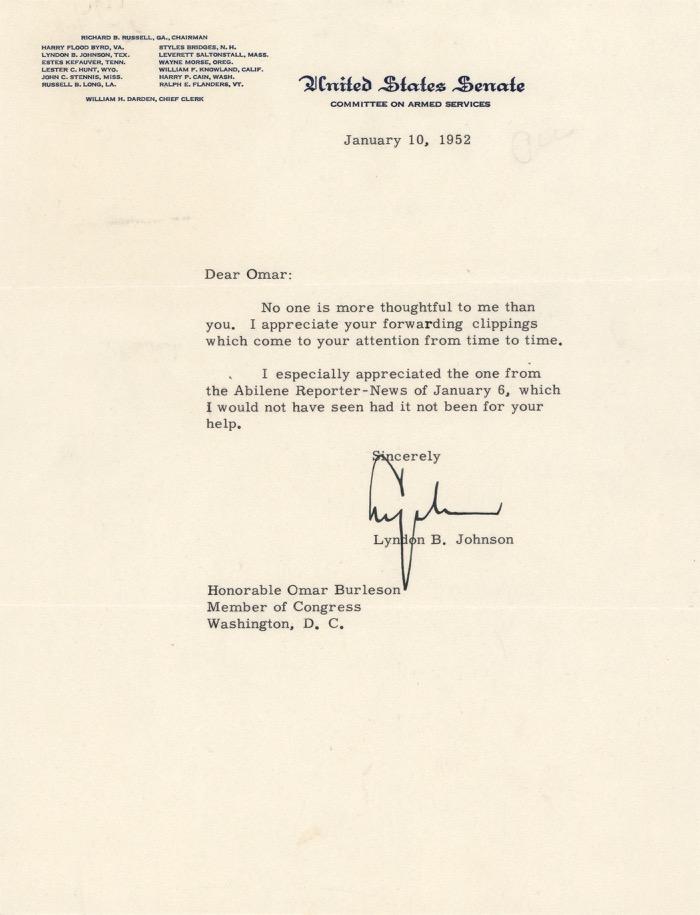 RICHARD B. RUSSELL, GA., CHAIRMAN
HARRY FLOOD BYRD, VA.
LYNDON B. JOHNSON, TEX.
ESTES KEFAUVER, TENN.
LESTER C. HUNT, WYO.
JOHN C. STENNIS, MISS.
RUSSELL B. LONG, LA.
STYLES BRIDGES, N. H.
LEVERETT SALTONSTALL, MASS.
WAYNE MORSE, OREG.
WILLIAM F. KNOWLAND, CALIF.
HARRY P. CAIN, WASH.
RALPH E. FLANDERS, VT.
WILLIAM H. DARDEN, CHIEF CLERK
United States Senate
COMMITTEE ON ARMED SERVICES
January 10, 1952
Dear Omar:
No one is more thoughtful to me than
you. I appreciate your forwarding clippings
which come to your attention from time to time.
I especially appreciated the one from
the Abilene Reporter-News of January 6, which
I would not have seen had it not been for your
help.
Sincerely
Lyndon B. Johnson
Honorable Omar Burleson
Member of Congress
Washington, D. C.